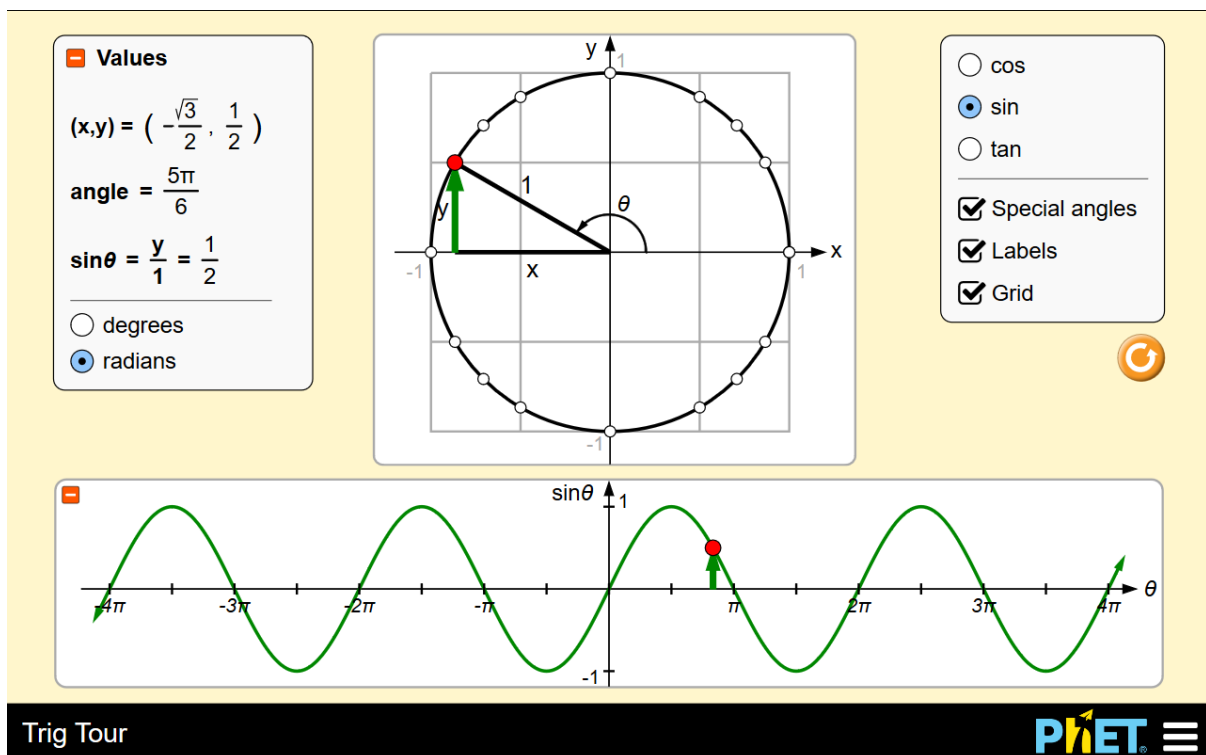 Values
(x,y) = ( -√3/2 , 1/2 )
angle = 5π/6
sinθ = y/1 = 1/2
degrees
radians
y
1
1
y
θ
x
-1
x
1
-1
cos
sin
tan
Special angles
Labels
Grid
sinθ
1
-4π
-3π
-2π
-π
π
2π
3π
4π
θ
-1
Trig Tour
PhET